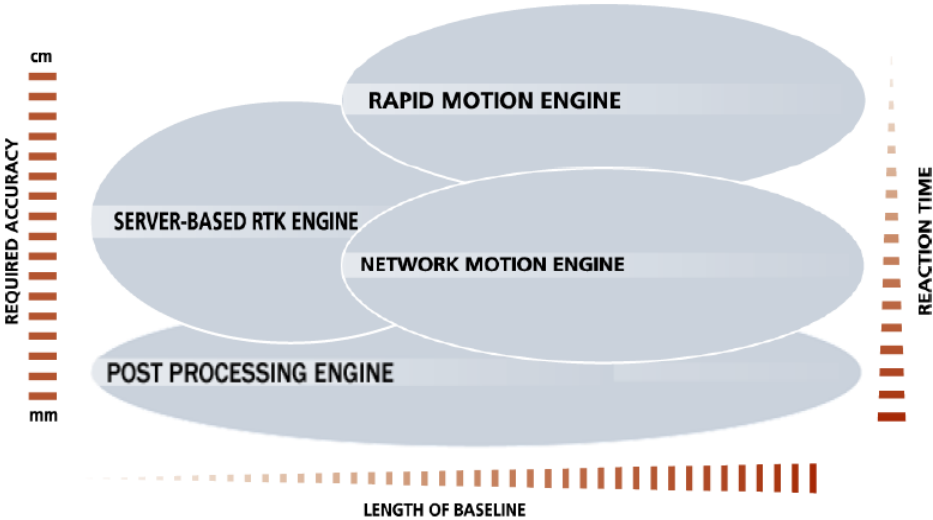 cm
RAPID MOTION ENGINE
REQUIRED ACCURACY
REACTION TIME
SERVER-BASED RTK ENGINE
NETWORK MOTION ENGINE
POST PROCESSING ENGINE
mm
LENGTH OF BASELINE